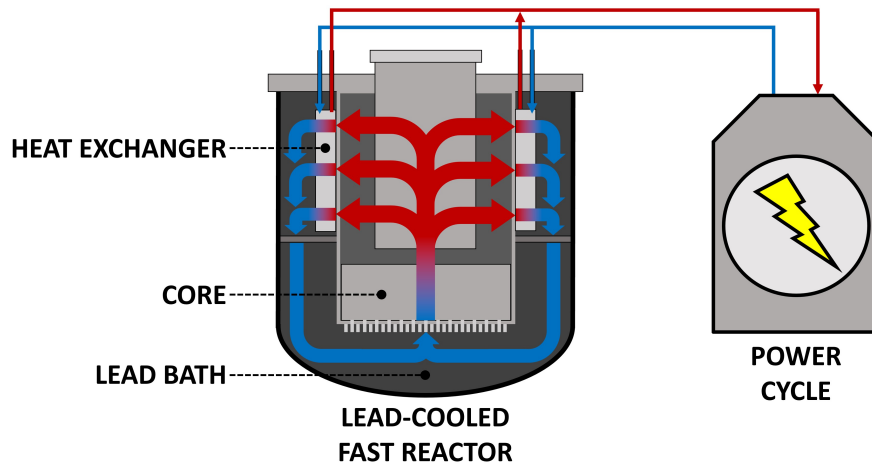 HEAT EXCHANGER
CORE
LEAD BATH
LEAD-COOLED
FAST REACTOR
POWER
CYCLE